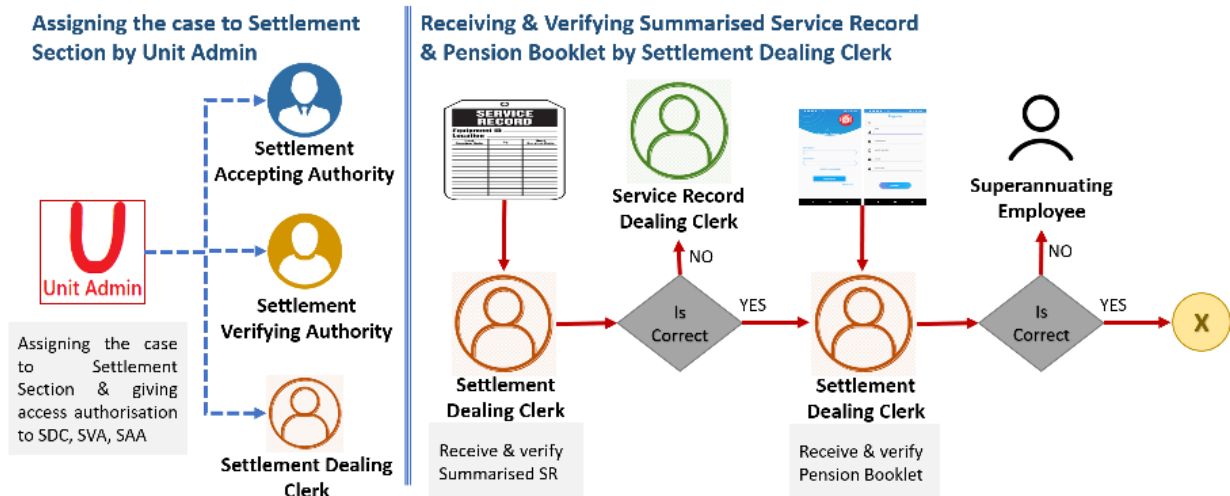 Assigning the case to Settlement
Section by Unit Admin
Settlement
Accepting Authority
U
Unit Admin
Settlement
Verifying Authority
Assigning the case
to Settlement
Section & giving
access authorisation
to SDC, SVA, SAA
Settlement Dealing
Clerk
Receiving & Verifying Summarised Service Record
& Pension Booklet by Settlement Dealing Clerk
SERVICE
RECORD
Equipment ID
Location
Service Record
Dealing Clerk
Superannuating
Employee
NO
NO
Is
Correct
YES
Is
Correct
YES
X
Settlement
Dealing Clerk
Settlement
Dealing Clerk
Receive & verify
Summarised SR
Receive & verify
Pension Booklet